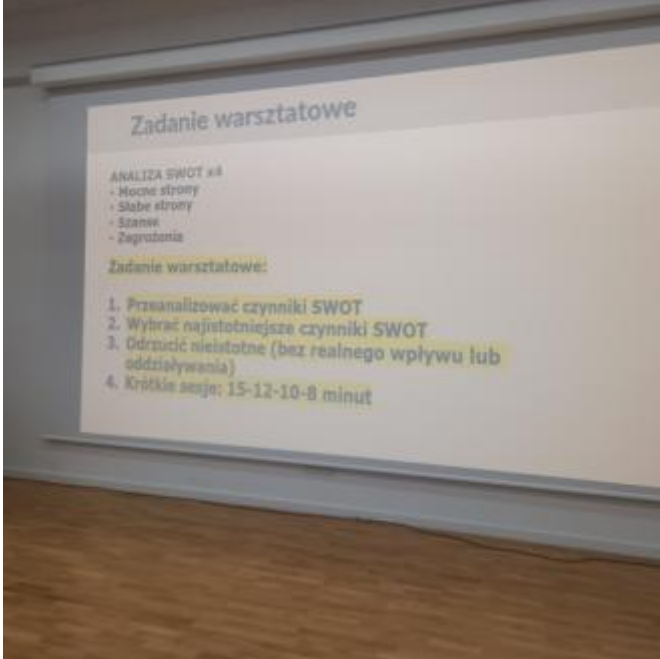 Zadanie warsztatowe
ANALIZA SWOT x4
- Mocne strony
- Słabe strony
- Szanse
- Zagrożenia
Zadanie warsztatowe:
1. Przeanalizować czynniki SWOT
2. Wybrać najistotniejsze czynniki SWOT
3. Odrzucić nieistotne (bez realnego wpływu lub
oddziaływania)
4. Krótkie sesje: 15-12-10-8 minut